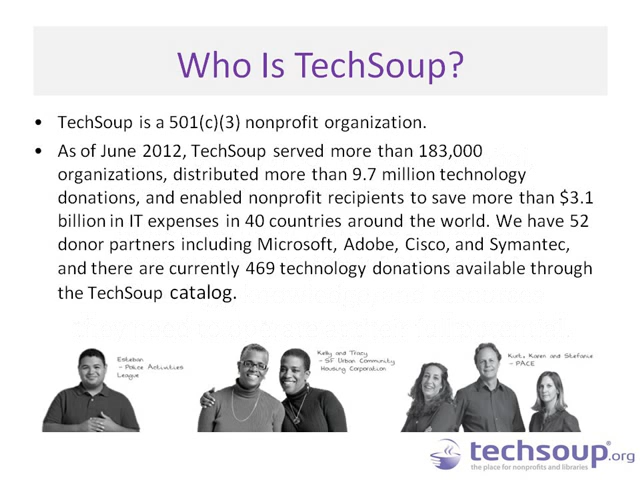 Who Is TechSoup?
• TechSoup is a 501(c)(3) nonprofit organization.
• As of June 2012, TechSoup served more than 183,000
organizations, distributed more than 9.7 million technology
donations, and enabled nonprofit recipients to save more than $3.1
billion in IT expenses in 40 countries around the world. We have 52
donor partners including Microsoft, Adobe, Cisco, and Symantec,
and there are currently 469 technology donations available through
the TechSoup catalog.
Esteban
- Police Activities
League
Kelly and Tracy
- SF Urban Community
Housing Corporation
Kurt, Karen and Stefanie
- PACE
techsoup®.org
the place for nonprofits and libraries